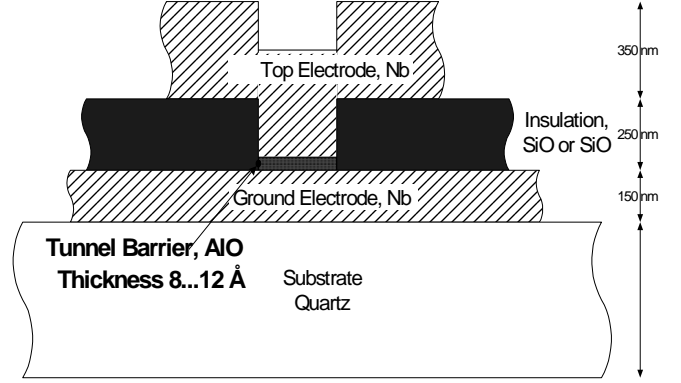 350 nm
Top Electrode, Nb
Insulation,
SiO or SiO
250 nm
150 nm
Ground Electrode, Nb
Tunnel Barrier, AlO
Thickness 8...12 Å
Substrate
Quartz